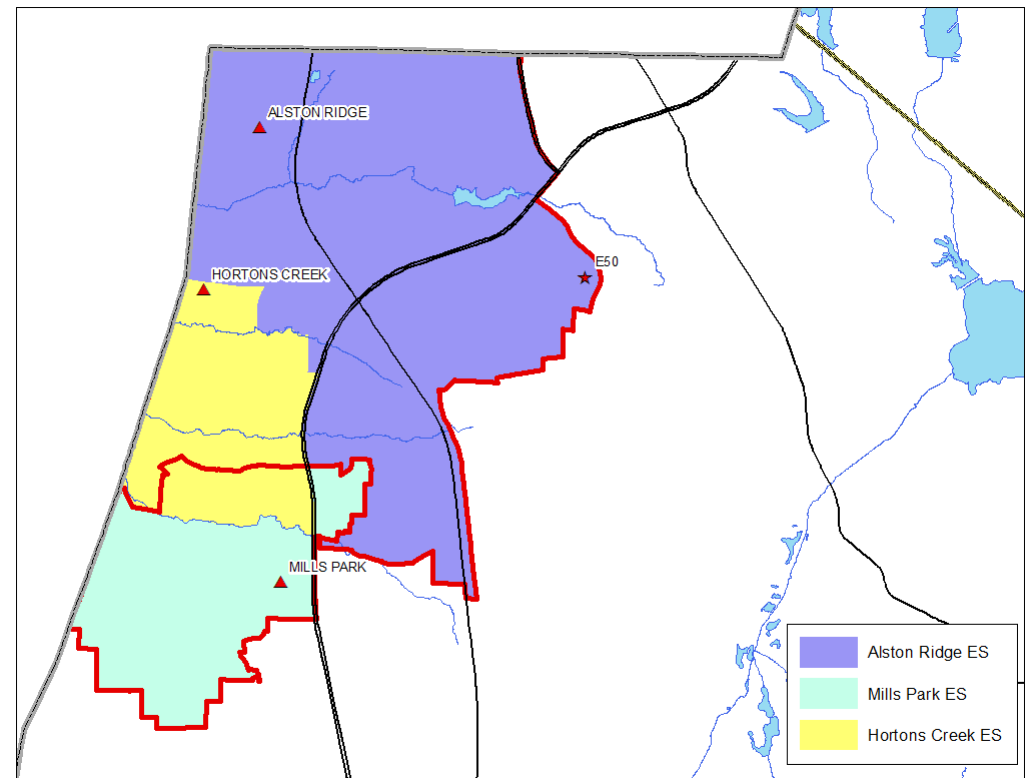 ALSTON RIDGE
E50
HORTONS CREEK
MILLS PARK
Alston Ridge ES
Mills Park ES
Hortons Creek ES